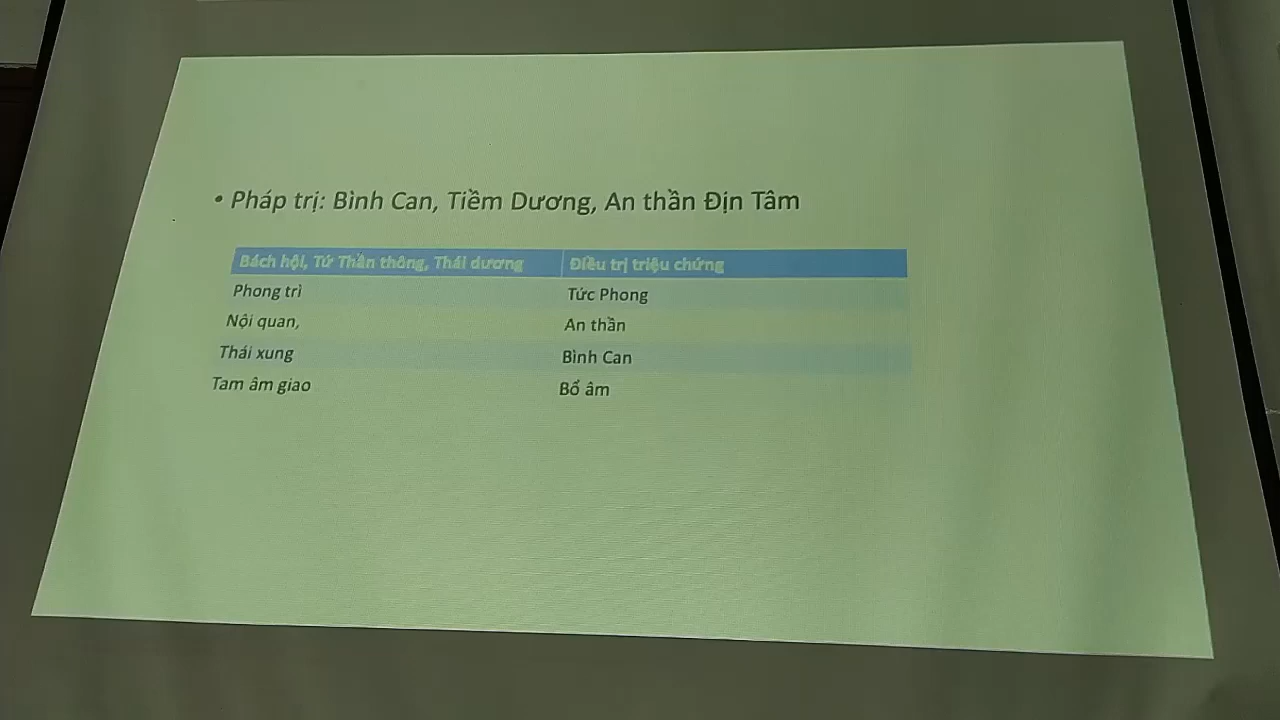 • Pháp trị: Bình Can, Tiềm Dương, An thần Địn Tâm
Bách hội, Tứ Thần thông, Thái dương Điều trị triệu chứng
Phong trì Tức Phong
Nội quan, An thần
Thái xung Bình Can
Tam âm giao Bổ âm